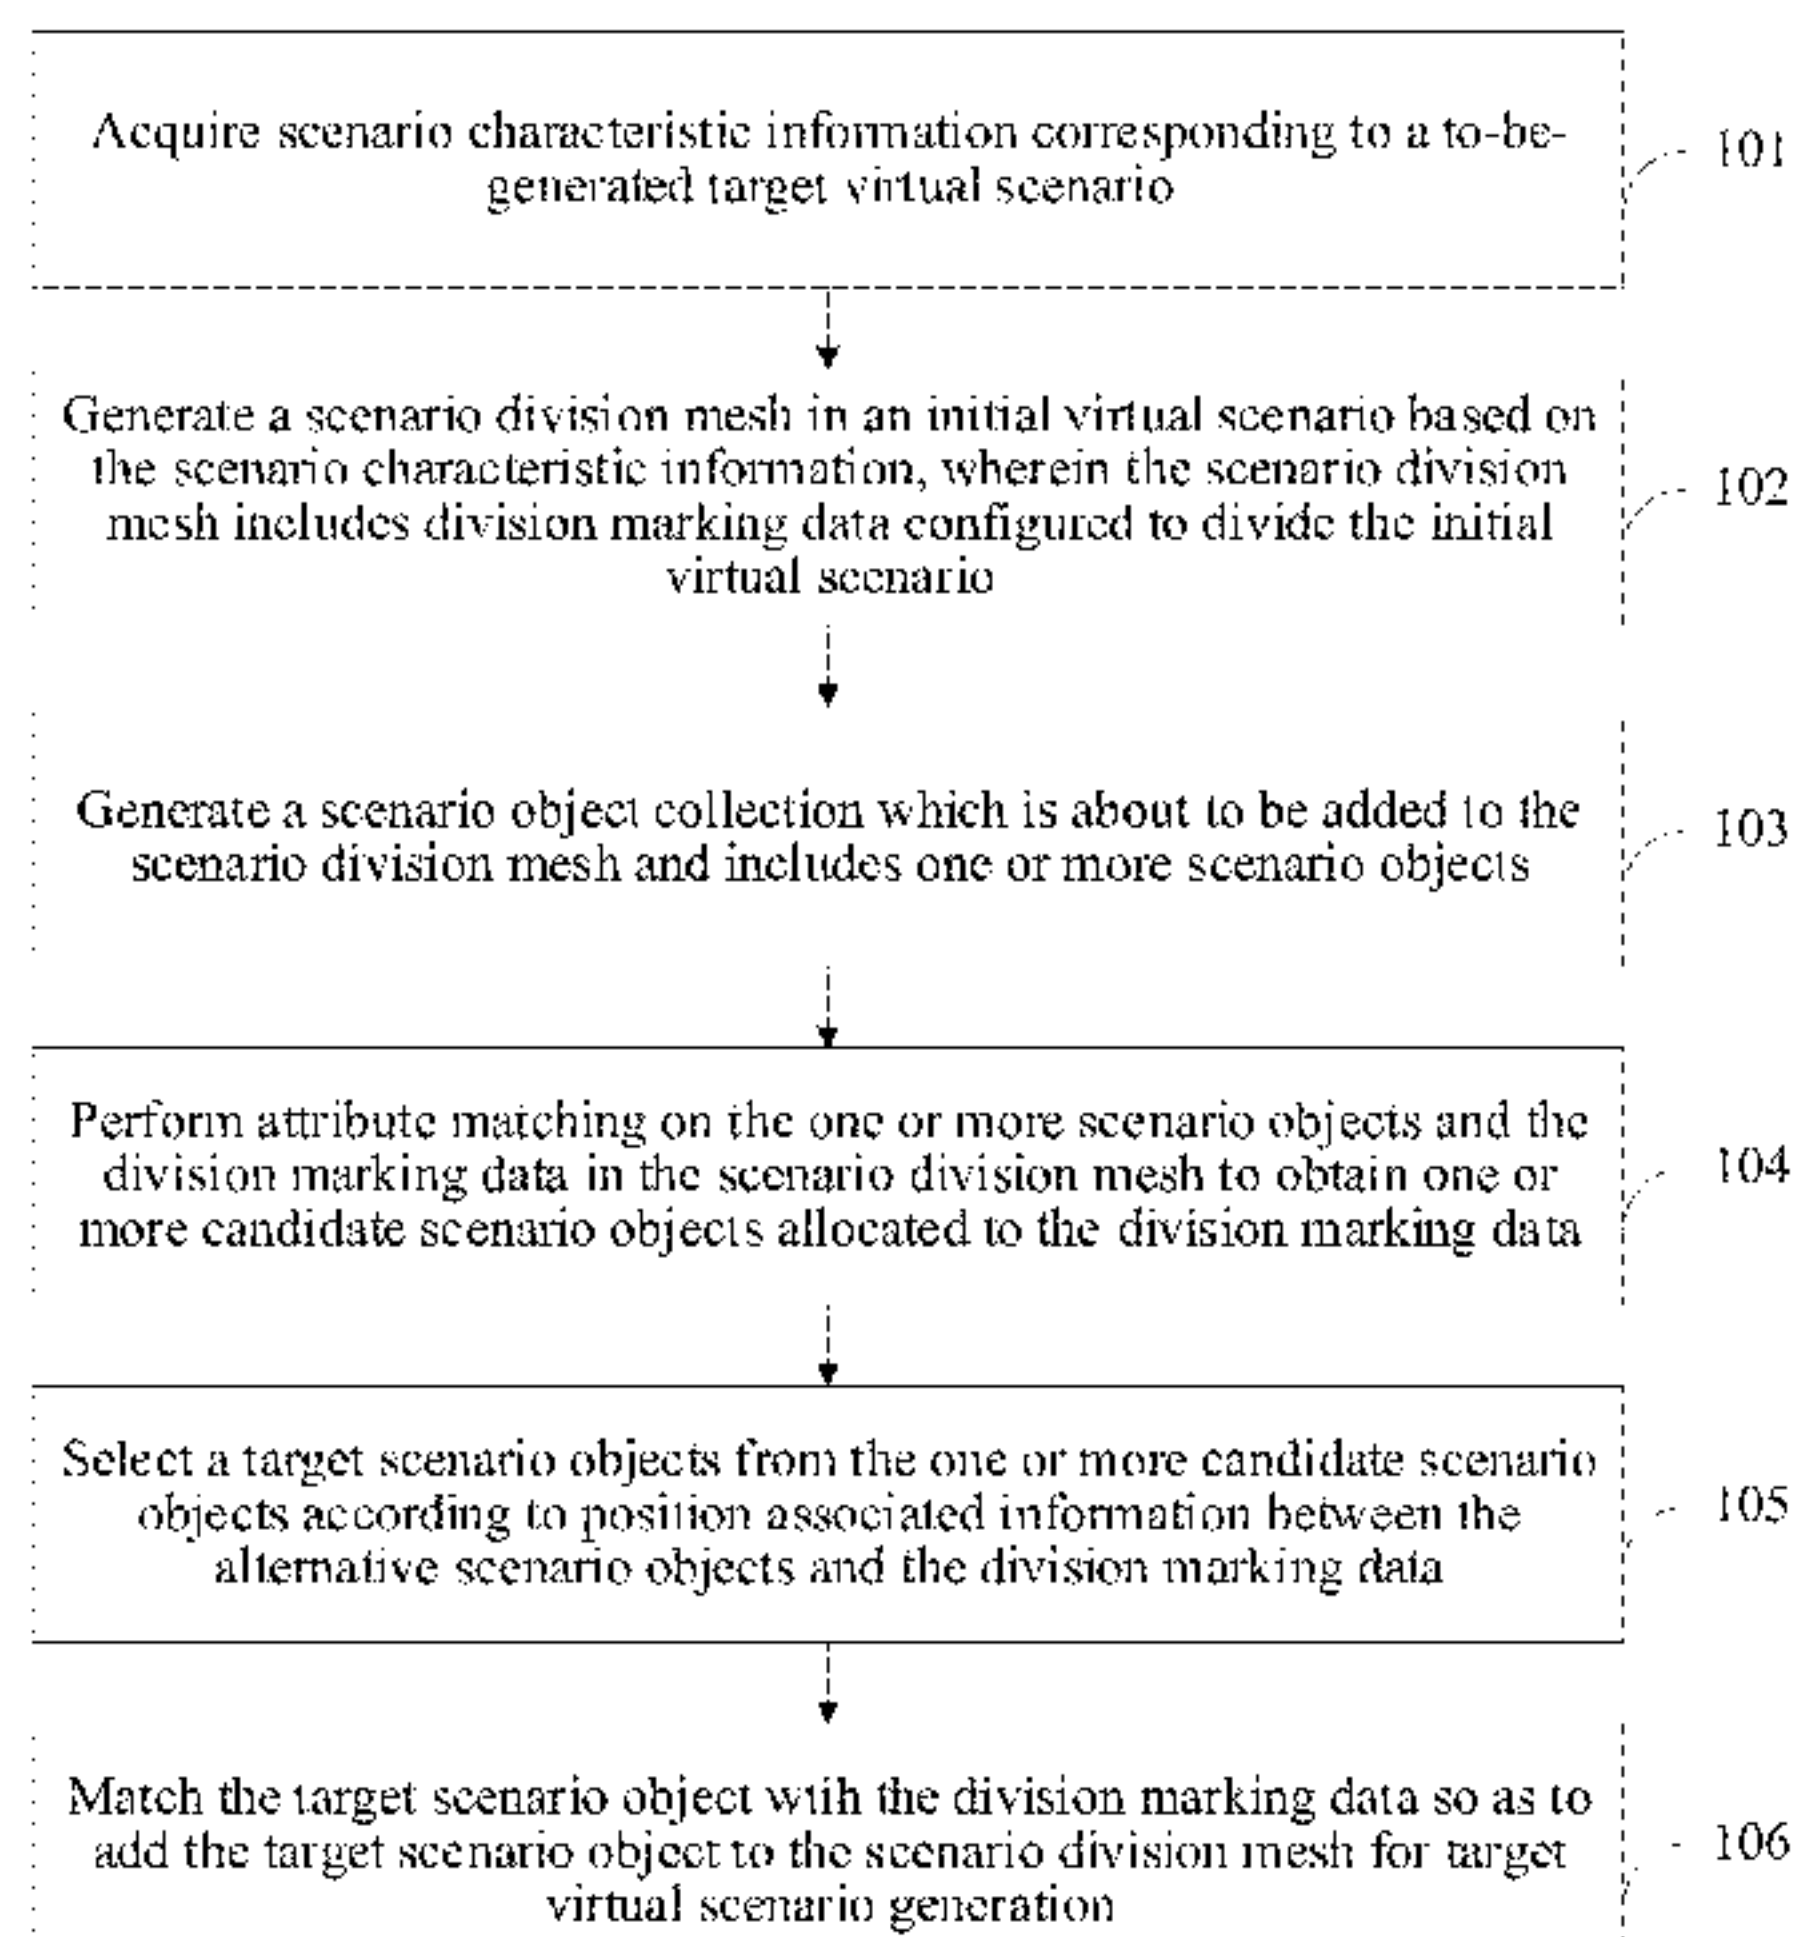 Acquire scenario characteristic information corresponding to a to-be-
generated target virtual scenario
101
Generate a scenario division mesh in an initial virtual scenario based on
the scenario characteristic information, wherein the scenario division
mesh includes division marking data configured to divide the initial
virtual scenario
102
Generate a scenario object collection which is about to be added to the
scenario division mesh and includes one or more scenario objects
103
Perform attribute matching on the one or more scenario objects and the
division marking data in the scenario division mesh to obtain one or
more candidate scenario objects allocated to the division marking data
104
Select a target scenario objects from the one or more candidate scenario
objects according to position associated information between the
alternative scenario objects and the division marking data
105
Match the target scenario object with the division marking data so as to
add the target scenario object to the scenario division mesh for target
virtual scenario generation
106